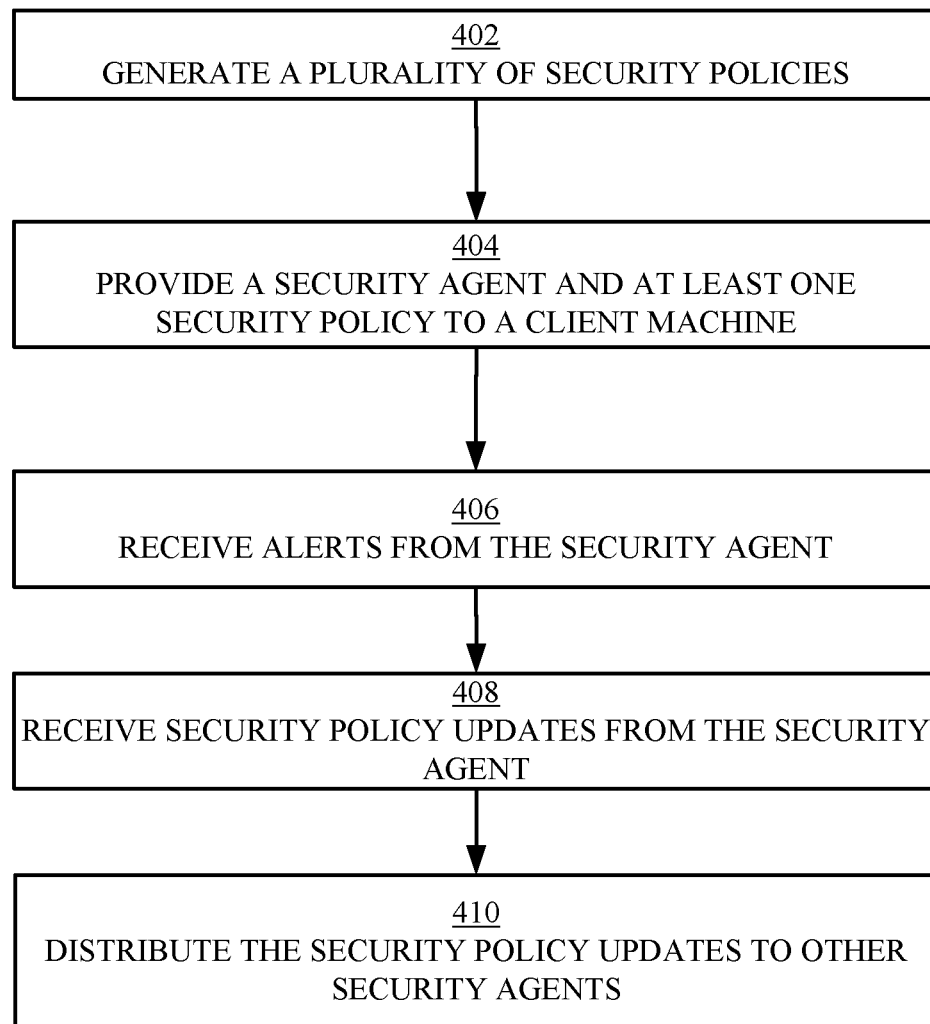 402
GENERATE A PLURALITY OF SECURITY POLICIES
404
PROVIDE A SECURITY AGENT AND AT LEAST ONE
SECURITY POLICY TO A CLIENT MACHINE
406
RECEIVE ALERTS FROM THE SECURITY AGENT
408
RECEIVE SECURITY POLICY UPDATES FROM THE SECURITY
AGENT
410
DISTRIBUTE THE SECURITY POLICY UPDATES TO OTHER
SECURITY AGENTS